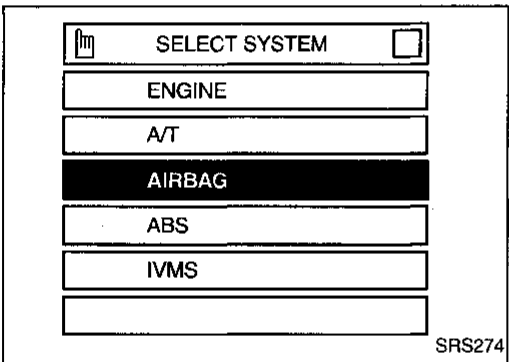 SELECT SYSTEM
ENGINE
A/T
AIRBAG
ABS
IVMS
SRS274